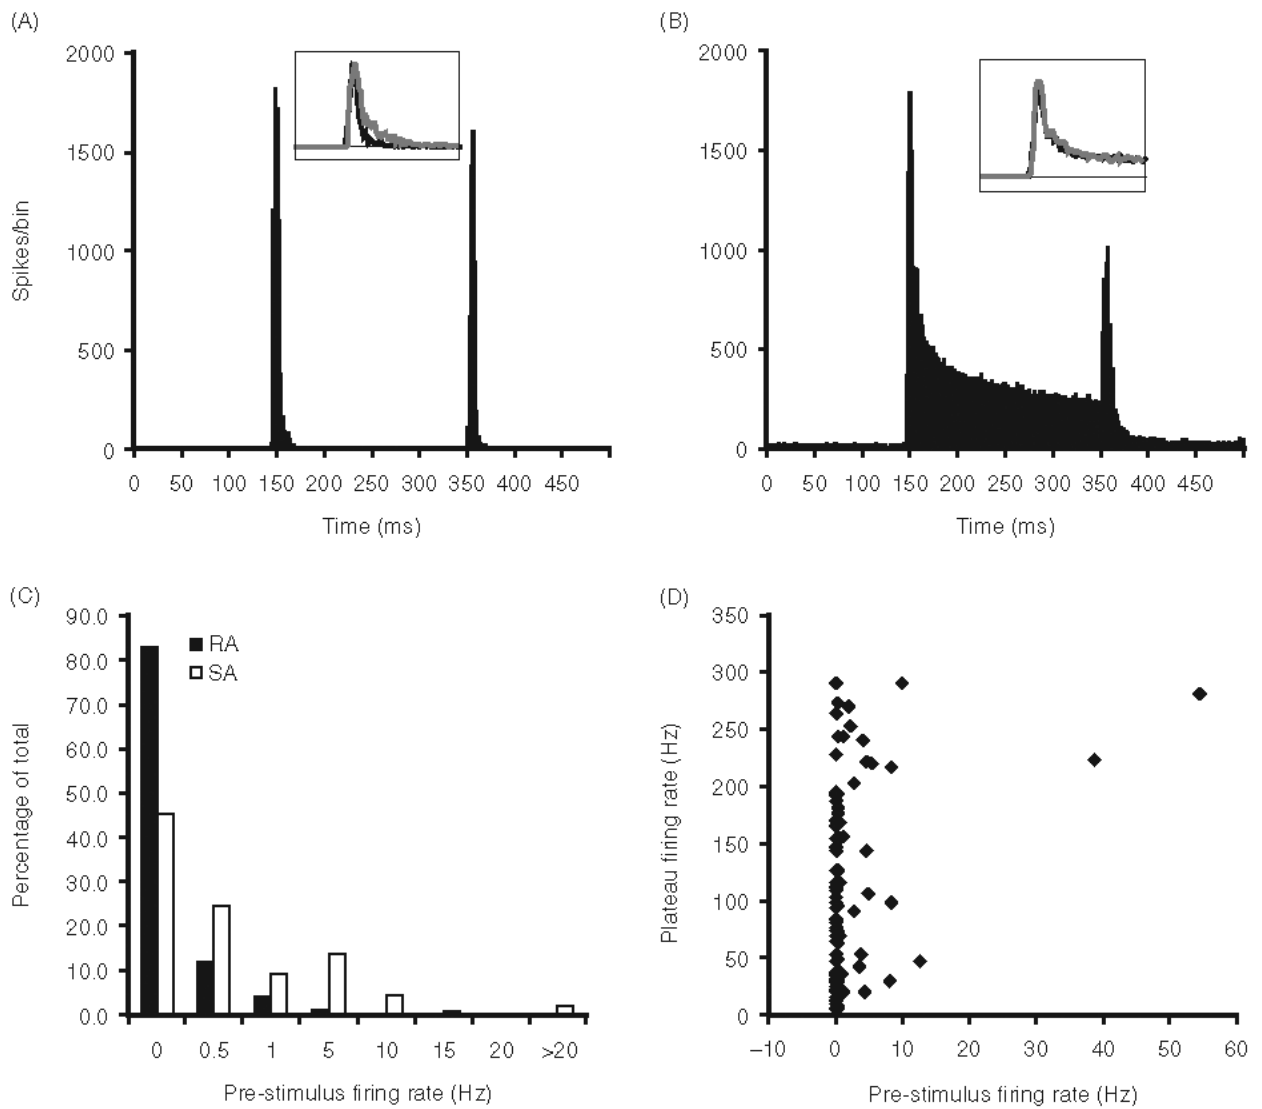 (A)
2000
1500
1000
500
0
Spikes/bin
0 50 100 150 200 250 300 350 400 450
Time (ms)
(B)
2000
1500
1000
500
0
0 50 100 150 200 250 300 350 400 450
Time (ms)
(C)
90.0
80.0
70.0
60.0
50.0
40.0
30.0
20.0
10.0
0.0
Percentage of total
RA
SA
0 0.5 1 5 10 15 20 >20
Pre-stimulus firing rate (Hz)
(D)
350
300
250
200
150
100
50
0
Plateau firing rate (Hz)
–10 0 10 20 30 40 50 60
Pre-stimulus firing rate (Hz)